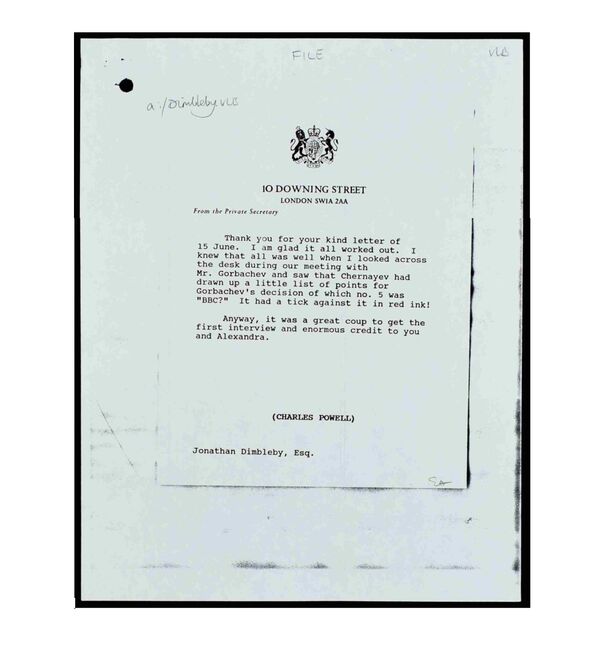 FILE
VLB
a:/Dimbleby.VLB
10 DOWNING STREET
LONDON SW1A 2AA
From the Private Secretary
Thank you for your kind letter of
15 June. I am glad it all worked out. I
knew that all was well when I looked across
the desk during our meeting with
Mr. Gorbachev and saw that Chernayev had
drawn up a little list of points for
Gorbachev's decision of which no. 5 was
"BBC?" It had a tick against it in red ink!
Anyway, it was a great coup to get the
first interview and enormous credit to you
and Alexandra.
(CHARLES POWELL)
Jonathan Dimbleby, Esq.